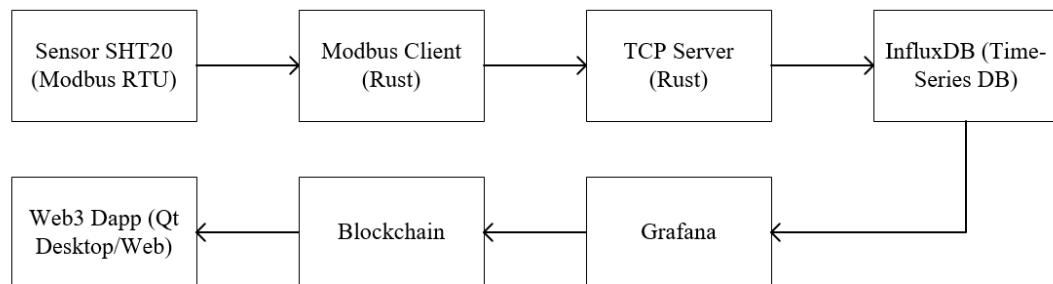 Sensor SHT20
(Modbus RTU)
Modbus Client
(Rust)
TCP Server
(Rust)
InfluxDB (Time-
Series DB)
Web3 Dapp (Qt
Desktop/Web)
Blockchain
Grafana